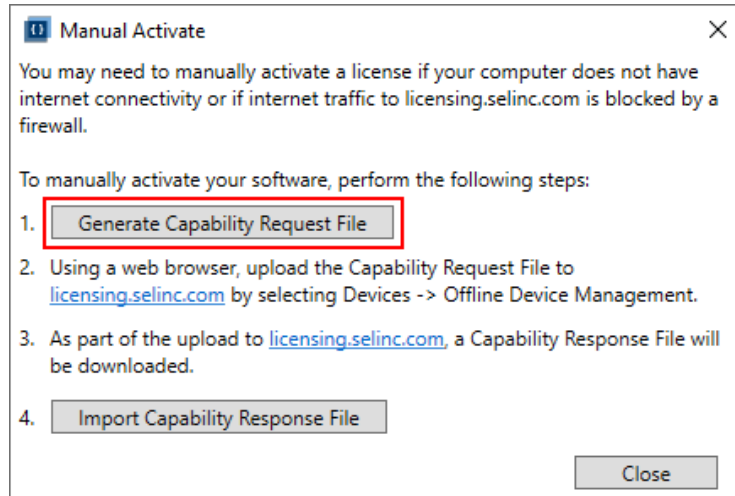 Manual Activate
You may need to manually activate a license if your computer does not have
internet connectivity or if internet traffic to licensing.selinc.com is blocked by a
firewall.
To manually activate your software, perform the following steps:
1. Generate Capability Request File
2. Using a web browser, upload the Capability Request File to
licensing.selinc.com by selecting Devices -> Offline Device Management.
3. As part of the upload to licensing.selinc.com, a Capability Response File will
be downloaded.
4. Import Capability Response File
Close